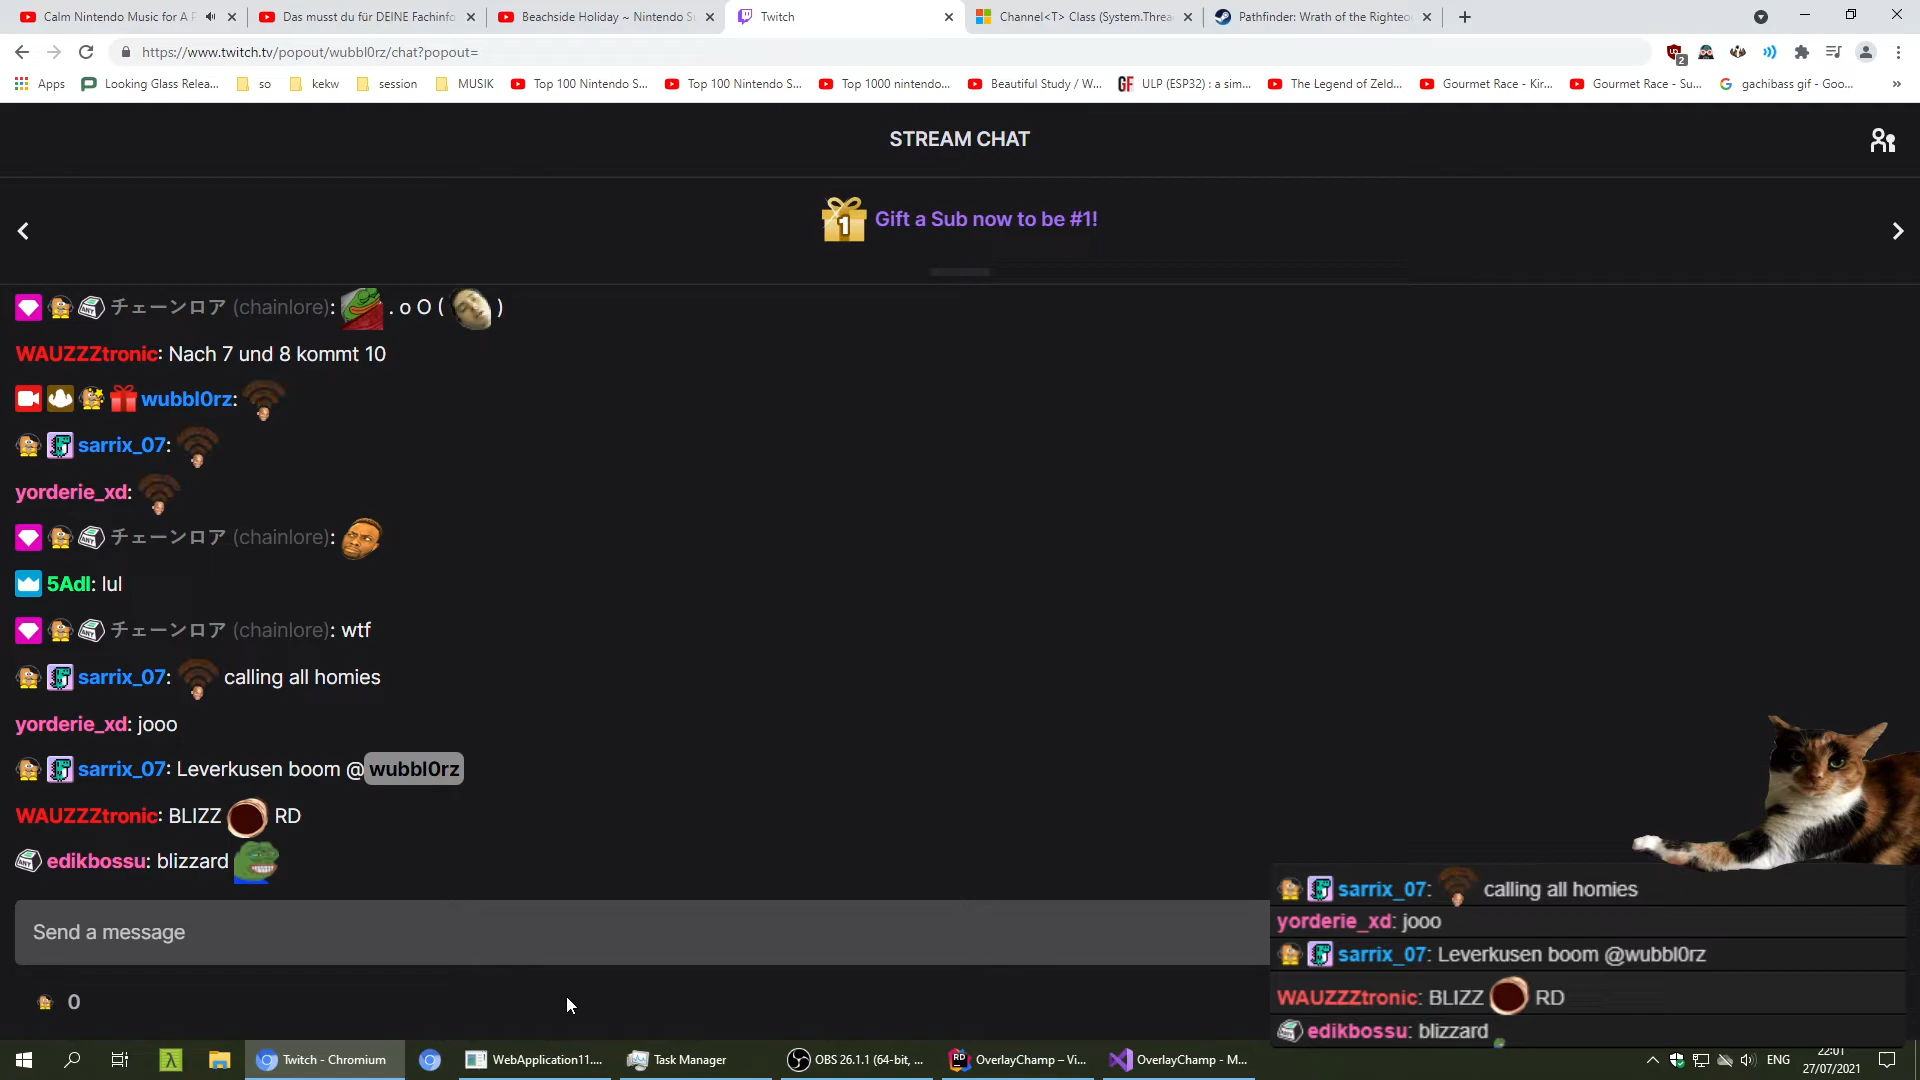 Calm Nintendo Music for A P
Das musst du für DEINE Fachinfo
Beachside Holiday ~ Nintendo S
Twitch
Channel<T> Class (System.Threa
Pathfinder: Wrath of the Righteo
https://www.twitch.tv/popout/wubbl0rz/chat?popout=
2
Apps
Looking Glass Relea...
so
kekw
session
MUSIK
Top 100 Nintendo S...
Top 100 Nintendo S...
Top 1000 nintendo...
Beautiful Study / W...
GF
ULP (ESP32) : a sim...
The Legend of Zeld...
Gourmet Race - Kir...
Gourmet Race - Su...
gachibass gif - Goo...
»
STREAM CHAT
1
Gift a Sub now to be #1!
チェーンロア (chainlore): . o O ( )
WAUZZZtronic: Nach 7 und 8 kommt 10
wubbl0rz:
sarrix_07:
yorderie_xd:
チェーンロア (chainlore):
5Adl: lul
チェーンロア (chainlore): wtf
sarrix_07: calling all homies
yorderie_xd: jooo
sarrix_07: Leverkusen boom @wubbl0rz
WAUZZZtronic: BLIZZ RD
edikbossu: blizzard
Send a message
0
sarrix_07: calling all homies
yorderie_xd: jooo
sarrix_07: Leverkusen boom @wubbl0rz
WAUZZZtronic: BLIZZ RD
edikbossu: blizzard
Twitch - Chromium
WebApplication11....
Task Manager
OBS 26.1.1 (64-bit, ...
RD
OverlayChamp – Vi...
OverlayChamp - M...
ENG
22:01
27/07/2021